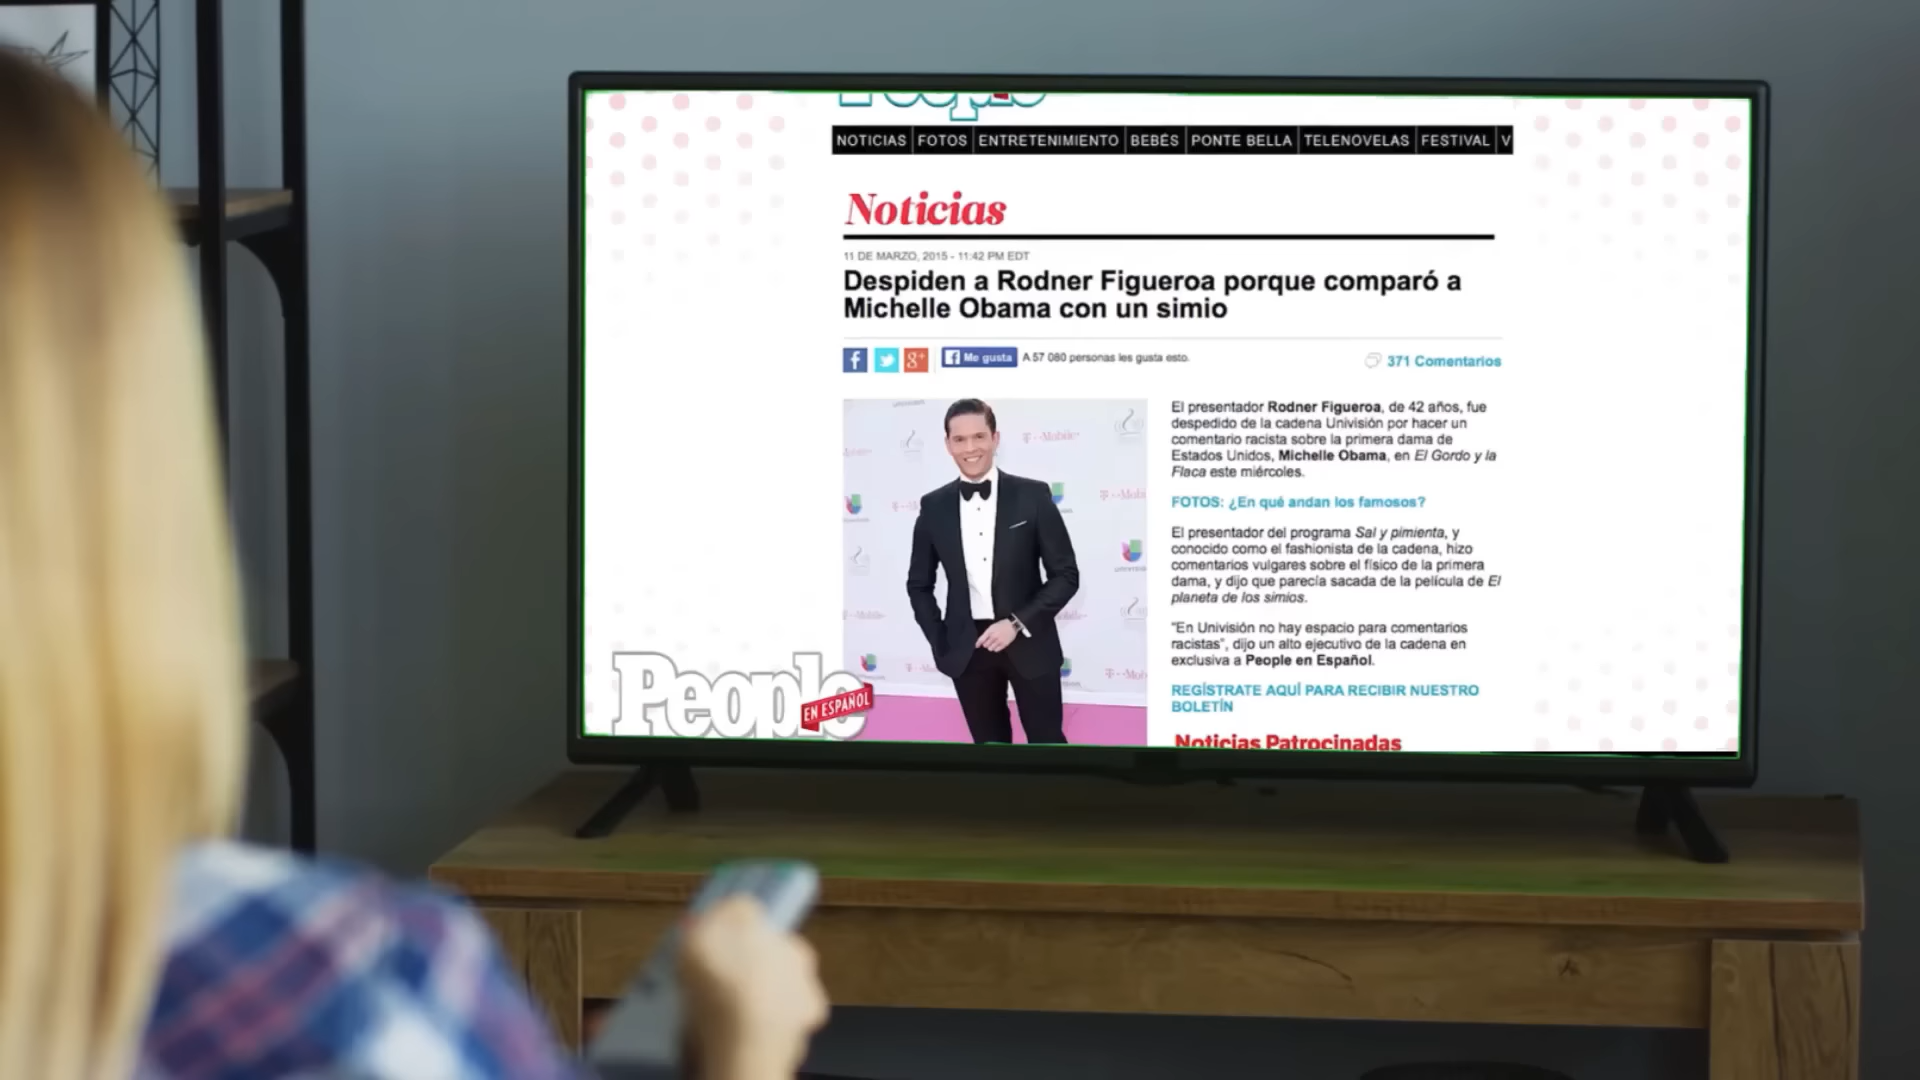 People
NOTICIAS FOTOS ENTRETENIMIENTO BEBÉS PONTE BELLA TELENOVELAS FESTIVAL V
Noticias
11 DE MARZO, 2015 - 11:42 PM EDT
Despiden a Rodner Figueroa porque comparó a
Michelle Obama con un simio
f g+ f Me gusta A 57 080 personas les gusta esto. 371 Comentarios
El presentador Rodner Figueroa, de 42 años, fue
despedido de la cadena Univisión por hacer un
comentario racista sobre la primera dama de
Estados Unidos, Michelle Obama, en El Gordo y la
Flaca este miércoles.
FOTOS: ¿En qué andan los famosos?
El presentador del programa Sal y pimienta, y
conocido como el fashionista de la cadena, hizo
comentarios vulgares sobre el físico de la primera
dama, y dijo que parecía sacada de la película de El
planeta de los simios.
"En Univisión no hay espacio para comentarios
racistas", dijo un alto ejecutivo de la cadena en
exclusiva a People en Español.
REGÍSTRATE AQUÍ PARA RECIBIR NUESTRO
BOLETÍN
Noticias Patrocinadas
T-Mobile
People
EN ESPAÑOL